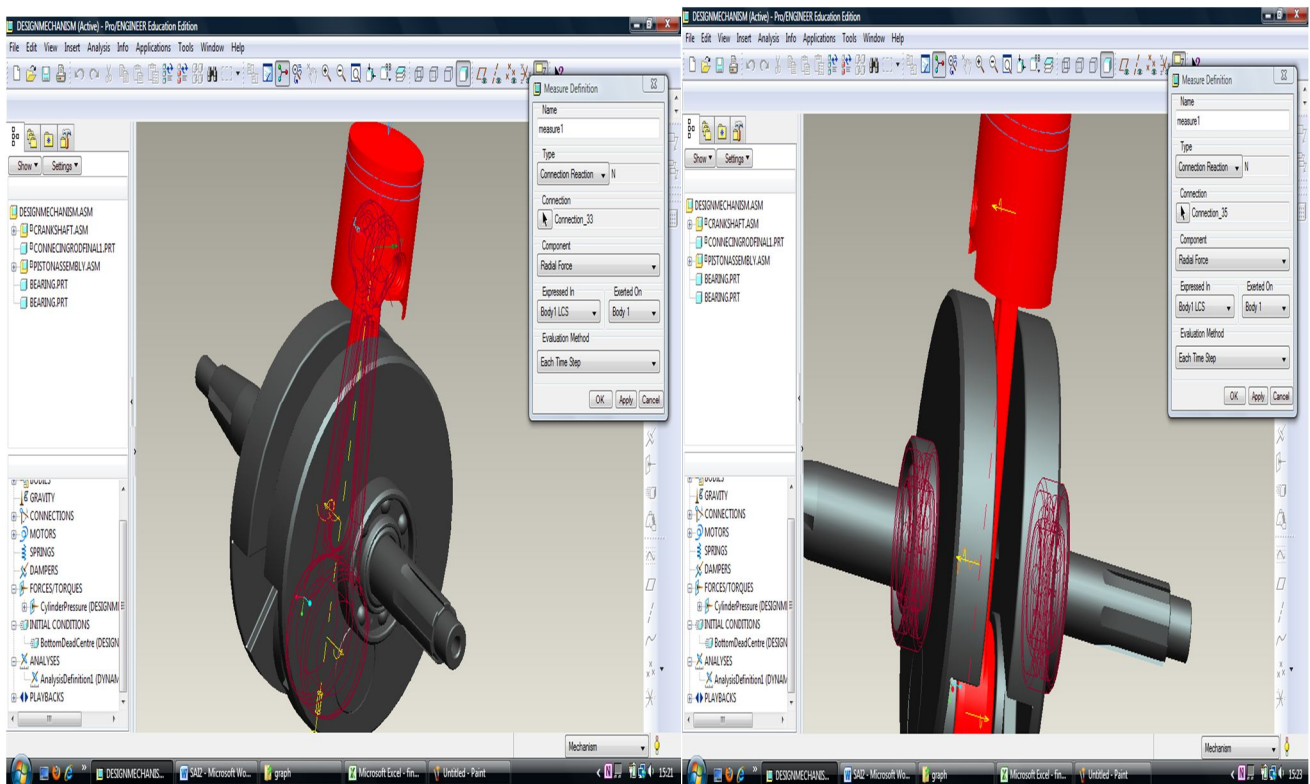 DESIGNMECHANISM (Active) - Pro/ENGINEER Education Edition
File Edit View Insert Analysis Info Applications Tools Window Help
Show Settings
DESIGNMECHANISM.ASM
CRANKSHAFT.ASM
CONNECINGRODFINAL1.PRT
PISTONASSEMBLY.ASM
BEARING.PRT
BEARING.PRT
BODIES
GRAVITY
CONNECTIONS
MOTORS
SPRINGS
DAMPERS
FORCES/TORQUES
CylinderPressure (DESIGNM
INITIAL CONDITIONS
BottomDeadCentre (DESIGN
ANALYSES
AnalysisDefinition1 (DYNAM
PLAYBACKS
Measure Definition
Name
measure1
Type
Connection Reaction N
Connection
Connection_33
Component
Radial Force
Expressed In Exerted On
Body1 LCS Body 1
Evaluation Method
Each Time Step
OK Apply Cancel
Mechanism
DESIGNMECHANIS... SAI2 - Microsoft Wo... graph Microsoft Excel - fin... Untitled - Paint 15:21
DESIGNMECHANISM (Active) - Pro/ENGINEER Education Edition
File Edit View Insert Analysis Info Applications Tools Window Help
Show Settings
DESIGNMECHANISM.ASM
CRANKSHAFT.ASM
CONNECINGRODFINAL1.PRT
PISTONASSEMBLY.ASM
BEARING.PRT
BEARING.PRT
BODIES
GRAVITY
CONNECTIONS
MOTORS
SPRINGS
DAMPERS
FORCES/TORQUES
CylinderPressure (DESIGNM
INITIAL CONDITIONS
BottomDeadCentre (DESIGN
ANALYSES
AnalysisDefinition1 (DYNAM
PLAYBACKS
Measure Definition
Name
measure1
Type
Connection Reaction N
Connection
Connection_35
Component
Radial Force
Expressed In Exerted On
Body1 LCS Body 1
Evaluation Method
Each Time Step
OK Apply Cancel
Mechanism
DESIGNMECHANIS... SAI2 - Microsoft Wo... graph Microsoft Excel - fin... Untitled - Paint 15:23